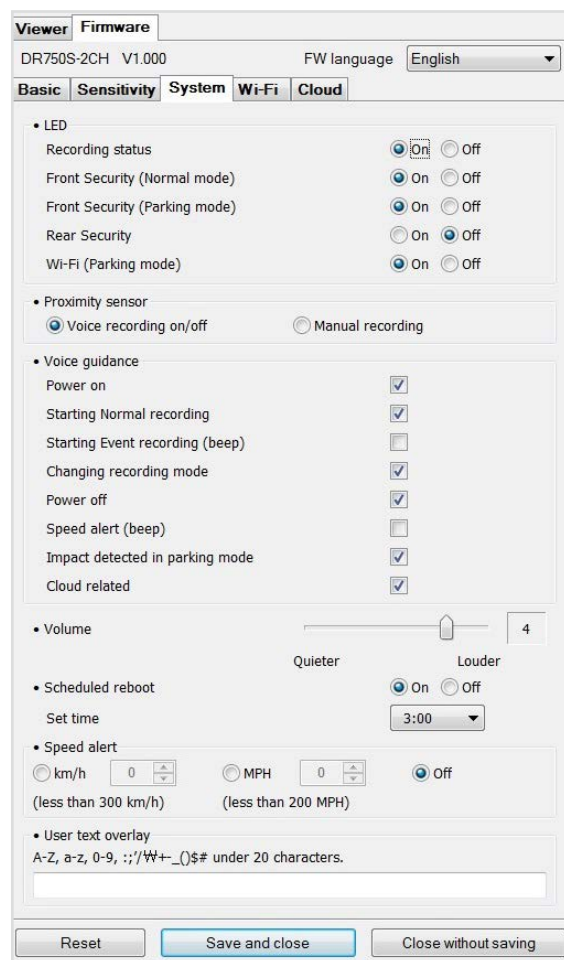 Viewer Firmware
DR750S-2CH V1.000 FW language English
Basic Sensitivity System Wi-Fi Cloud
• LED
Recording status On Off
Front Security (Normal mode) On Off
Front Security (Parking mode) On Off
Rear Security On Off
Wi-Fi (Parking mode) On Off
• Proximity sensor
Voice recording on/off Manual recording
• Voice guidance
Power on
Starting Normal recording
Starting Event recording (beep)
Changing recording mode
Power off
Speed alert (beep)
Impact detected in parking mode
Cloud related
• Volume 4
Quieter Louder
• Scheduled reboot On Off
Set time 3:00
• Speed alert
km/h 0 MPH 0 Off
(less than 300 km/h) (less than 200 MPH)
• User text overlay
A-Z, a-z, 0-9, :;'/₩+-_()$# under 20 characters.
Reset Save and close Close without saving